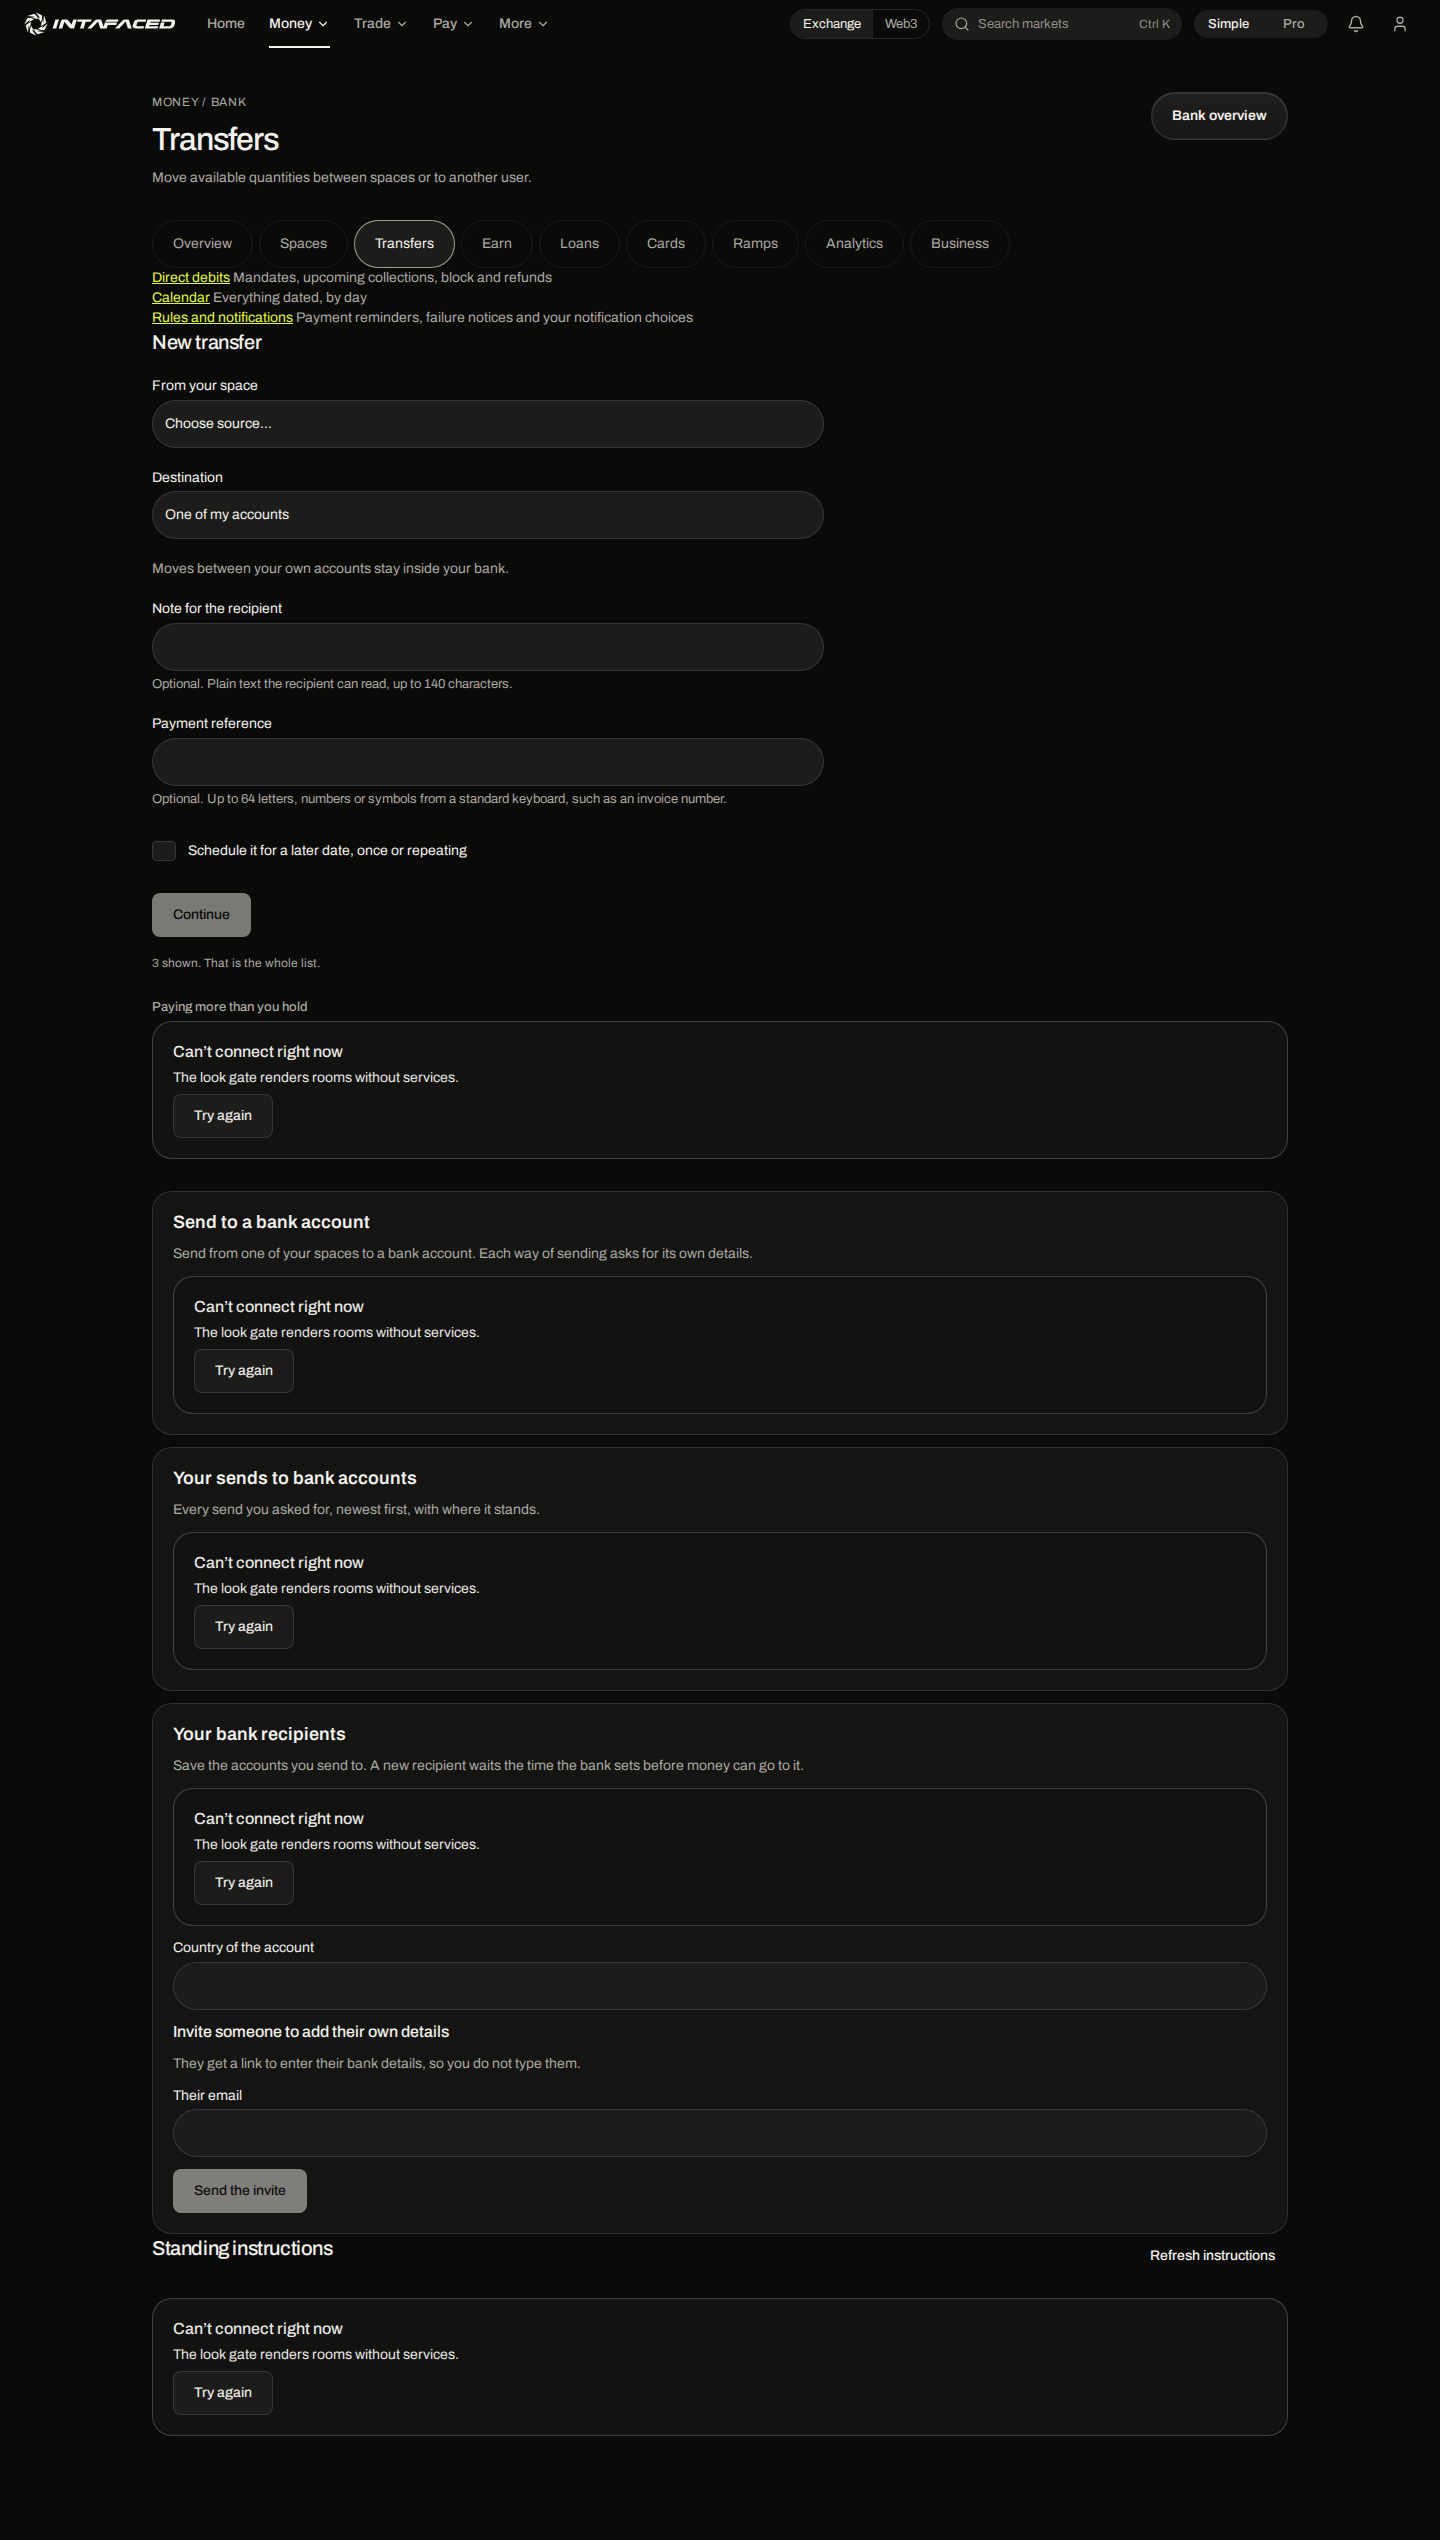 INTAFACED
Home
Money
Trade
Pay
More
Exchange
Web3
Search markets
Ctrl K
Simple
Pro
MONEY / BANK
Transfers
Move available quantities between spaces or to another user.
Bank overview
Overview
Spaces
Transfers
Earn
Loans
Cards
Ramps
Analytics
Business
Direct debits Mandates, upcoming collections, block and refunds
Calendar Everything dated, by day
Rules and notifications Payment reminders, failure notices and your notification choices
New transfer
From your space
Choose source...
Destination
One of my accounts
Moves between your own accounts stay inside your bank.
Note for the recipient
Optional. Plain text the recipient can read, up to 140 characters.
Payment reference
Optional. Up to 64 letters, numbers or symbols from a standard keyboard, such as an invoice number.
Schedule it for a later date, once or repeating
Continue
3 shown. That is the whole list.
Paying more than you hold
Can’t connect right now
The look gate renders rooms without services.
Try again
Send to a bank account
Send from one of your spaces to a bank account. Each way of sending asks for its own details.
Can’t connect right now
The look gate renders rooms without services.
Try again
Your sends to bank accounts
Every send you asked for, newest first, with where it stands.
Can’t connect right now
The look gate renders rooms without services.
Try again
Your bank recipients
Save the accounts you send to. A new recipient waits the time the bank sets before money can go to it.
Can’t connect right now
The look gate renders rooms without services.
Try again
Country of the account
Invite someone to add their own details
They get a link to enter their bank details, so you do not type them.
Their email
Send the invite
Standing instructions
Refresh instructions
Can’t connect right now
The look gate renders rooms without services.
Try again